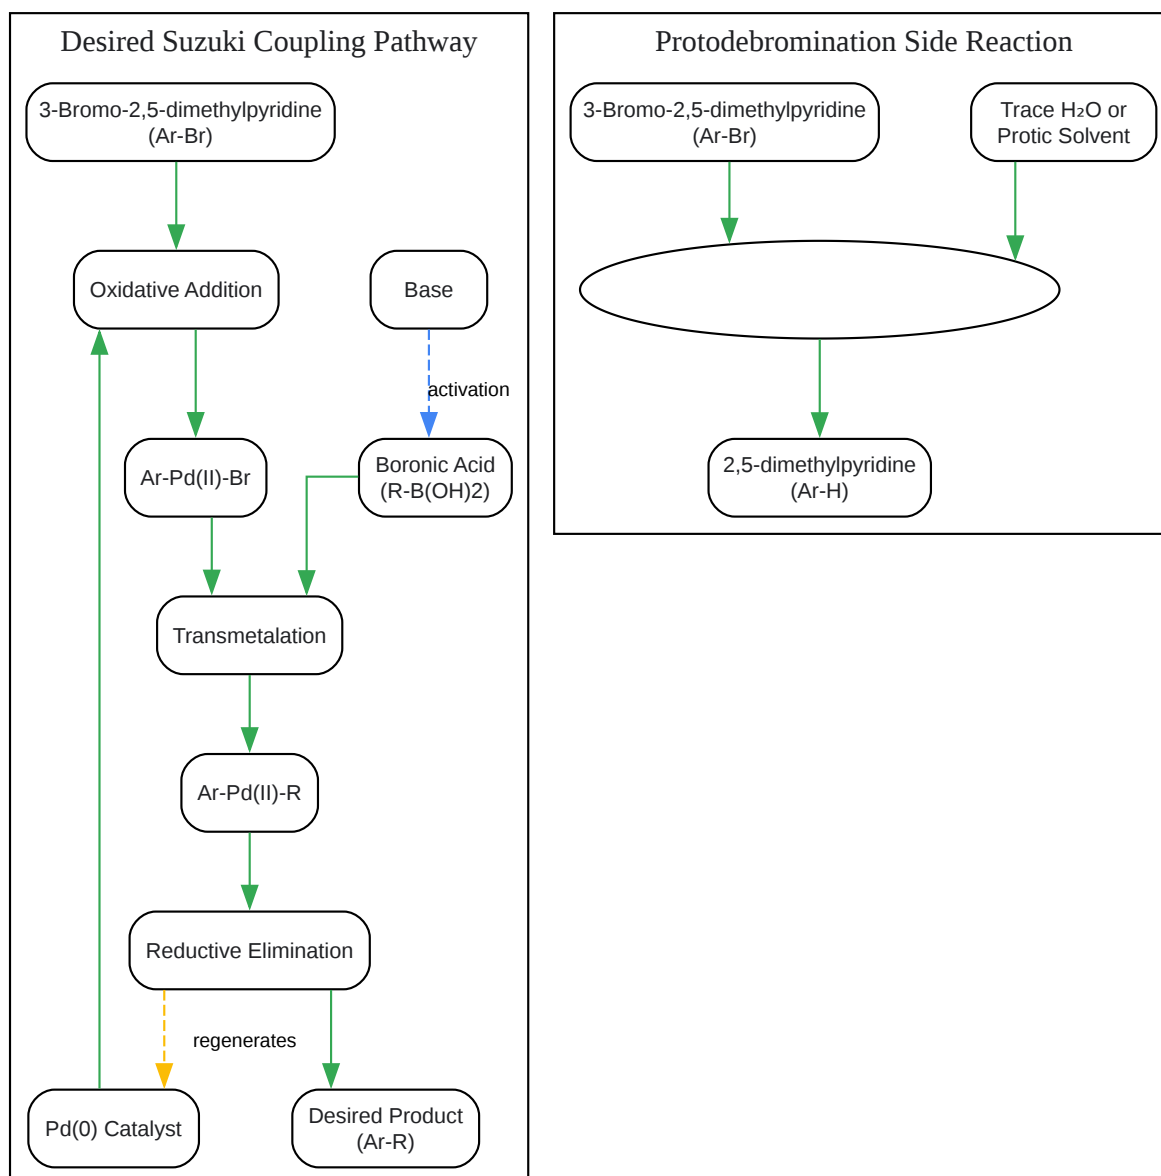 Desired Suzuki Coupling Pathway
3-Bromo-2,5-dimethylpyridine
(Ar-Br)
Oxidative Addition
Base
activation
Ar-Pd(II)-Br
Boronic Acid
(R-B(OH)2)
Transmetalation
Ar-Pd(II)-R
Reductive Elimination
regenerates
Pd(0) Catalyst
Desired Product
(Ar-R)
Protodebromination Side Reaction
3-Bromo-2,5-dimethylpyridine
(Ar-Br)
Trace H₂O or
Protic Solvent
2,5-dimethylpyridine
(Ar-H)